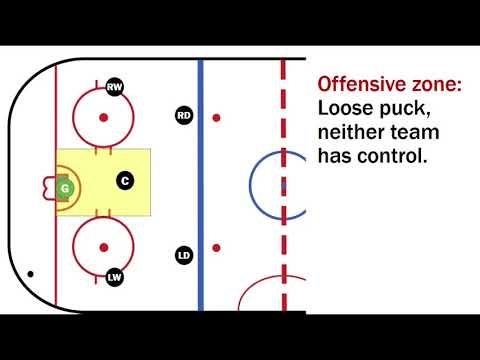 Offensive zone:
Loose puck,
neither team
has control.
RW
RD
G
C
LD
LW